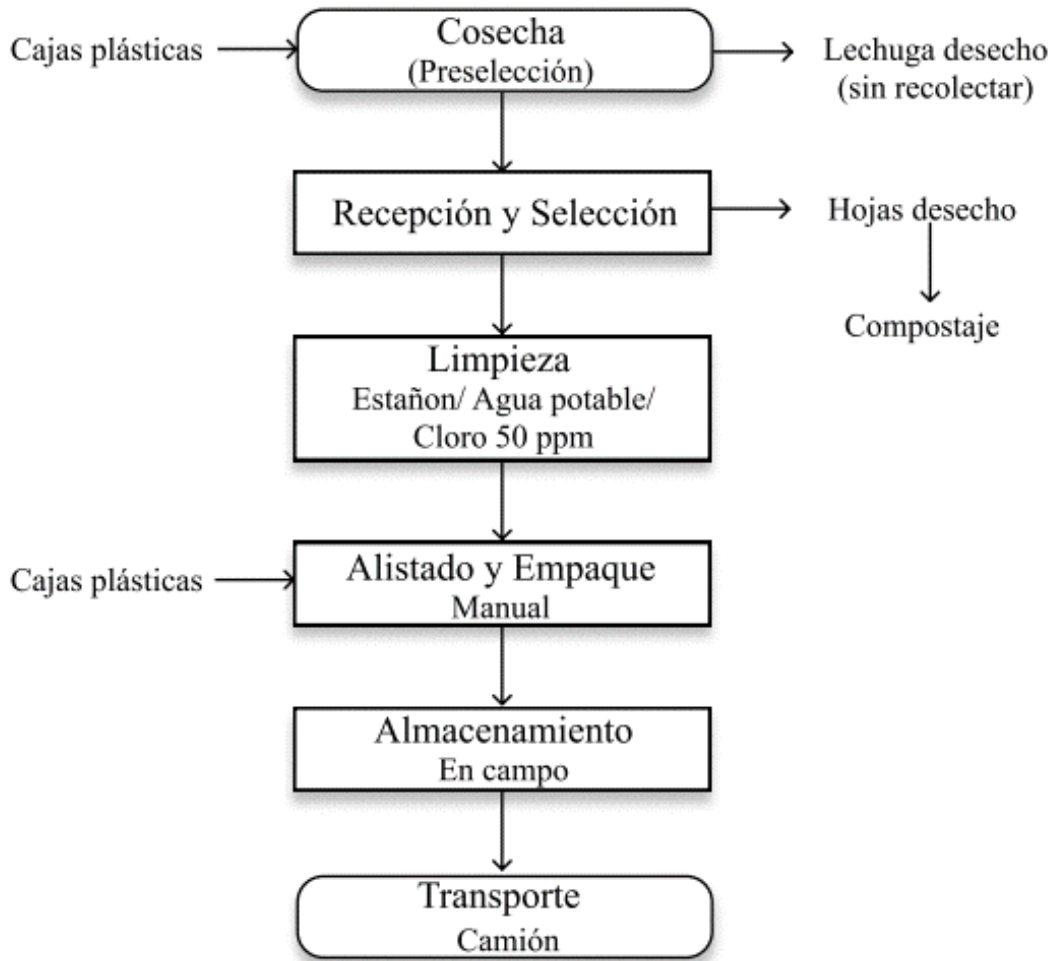 Cosecha
Cajas plásticas
(Preselección)
Lechuga desecho
(sin recolectar)
Recepción y Selección
Hojas desecho
Compostaje
Limpieza
Estañon/ Agua potable/
Cloro 50 ppm
Cajas plásticas
Alistado y Empaque
Manual
Almacenamiento
En campo
Transporte
Camión